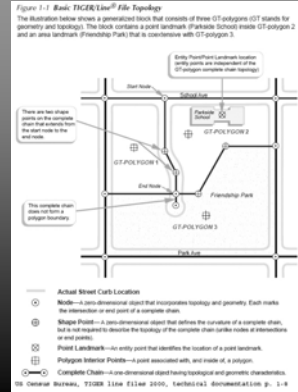 Figure 1-1 Basic TIGER/Line® File Topology
The illustration below shows a generalized block that consists of three GT-polygons (GT stands for
geometry and topology). The block contains a point landmark (Parkside School) inside GT-polygon 2
and an area landmark (Friendship Park) that is coextensive with GT-polygon 3.
Entity Point/Point Landmark location
(entity points are independent of the
GT-polygon complete chain topology)
Start Node
School Ave
Parkside
School
There are two shape
points on the complete
chain that extends from
the start node to the
end node.
GT-POLYGON 2
GT-POLYGON 1
End Node
Friendship Park
This complete chain
does not form a
polygon boundary.
GT-POLYGON 3
Park Ave
Actual Street Curb Location
Node—A zero-dimensional object that incorporates topology and geometry. Each marks
the intersection or end point of a complete chain.
Shape Point—A zero-dimensional object that defines the curvature of a complete chain,
but is not required to describe the topology of the complete chain (unlike nodes at intersections
or end points).
Point Landmark—An entity point that identifies the location of a point landmark.
Polygon Interior Points—A point associated with, and inside of, a polygon.
Complete Chain—A one-dimensional object having topological and geometric characteristics.
US Census Bureau, TIGER line files 2000, technical documentation p. 1-6